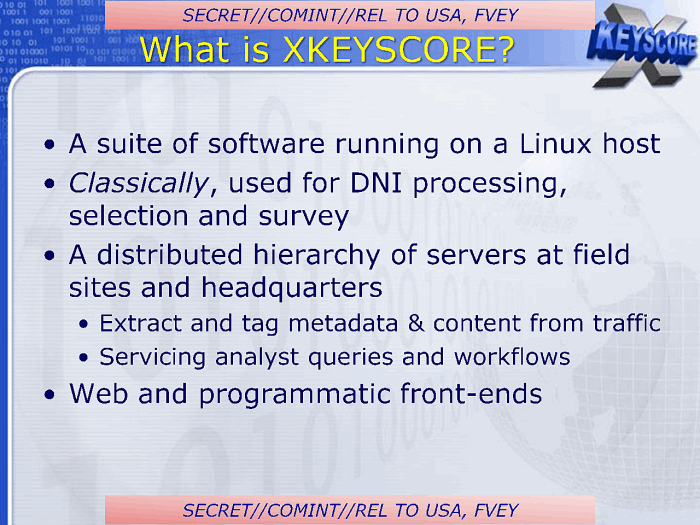 SECRET//COMINT//REL TO USA, FVEY
What is XKEYSCORE?
X
KEYSCORE
• A suite of software running on a Linux host
• Classically, used for DNI processing,
selection and survey
• A distributed hierarchy of servers at field
sites and headquarters
• Extract and tag metadata & content from traffic
• Servicing analyst queries and workflows
• Web and programmatic front-ends
SECRET//COMINT//REL TO USA, FVEY